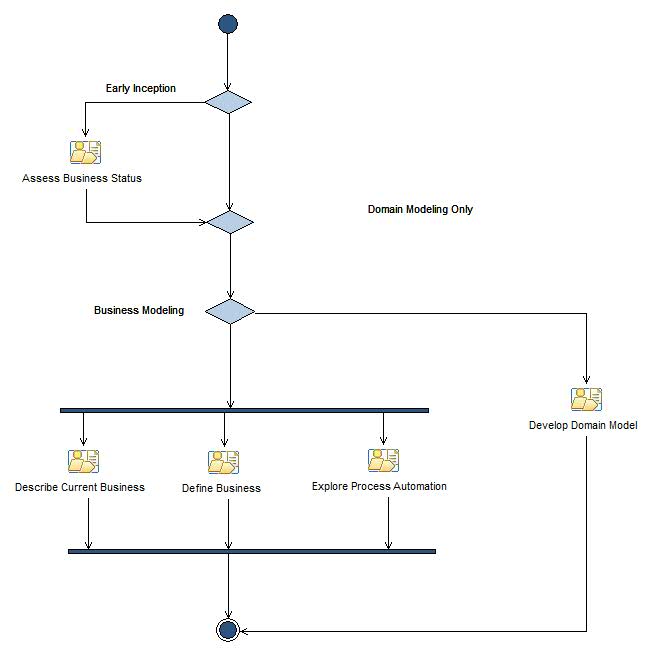 Early Inception
Assess Business Status
Domain Modeling Only
Business Modeling
Develop Domain Model
Describe Current Business
Define Business
Explore Process Automation